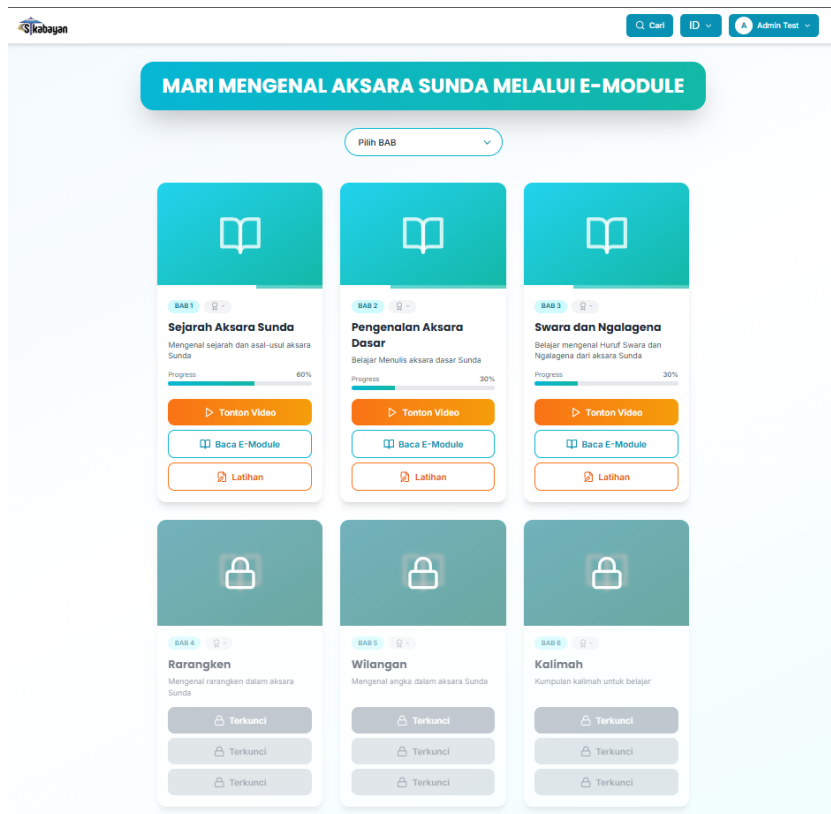 Sikabayan
Cari
ID
A Admin Test
MARI MENGENAL AKSARA SUNDA MELALUI E-MODULE
Pilih BAB
BAB 1 -
Sejarah Aksara Sunda
Mengenal sejarah dan asal-usul aksara
Sunda
Progress 60%
Tonton Video
Baca E-Module
Latihan
BAB 2 -
Pengenalan Aksara
Dasar
Belajar Menulis aksara dasar Sunda
Progress 30%
Tonton Video
Baca E-Module
Latihan
BAB 3 -
Swara dan Ngalagena
Belajar mengenal Huruf Swara dan
Ngalagena dari aksara Sunda
Progress 30%
Tonton Video
Baca E-Module
Latihan
BAB 4 -
Rarangken
Mengenal rarangken dalam aksara
Sunda
Terkunci
Terkunci
Terkunci
BAB 5 -
Wilangan
Mengenal angka dalam aksara Sunda
Terkunci
Terkunci
Terkunci
BAB 6 -
Kalimah
Kumpulan kalimah untuk belajar
Terkunci
Terkunci
Terkunci